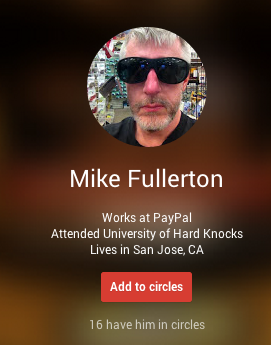 Mike Fullerton
Works at PayPal
Attended University of Hard Knocks
Lives in San Jose, CA
Add to circles
16 have him in circles